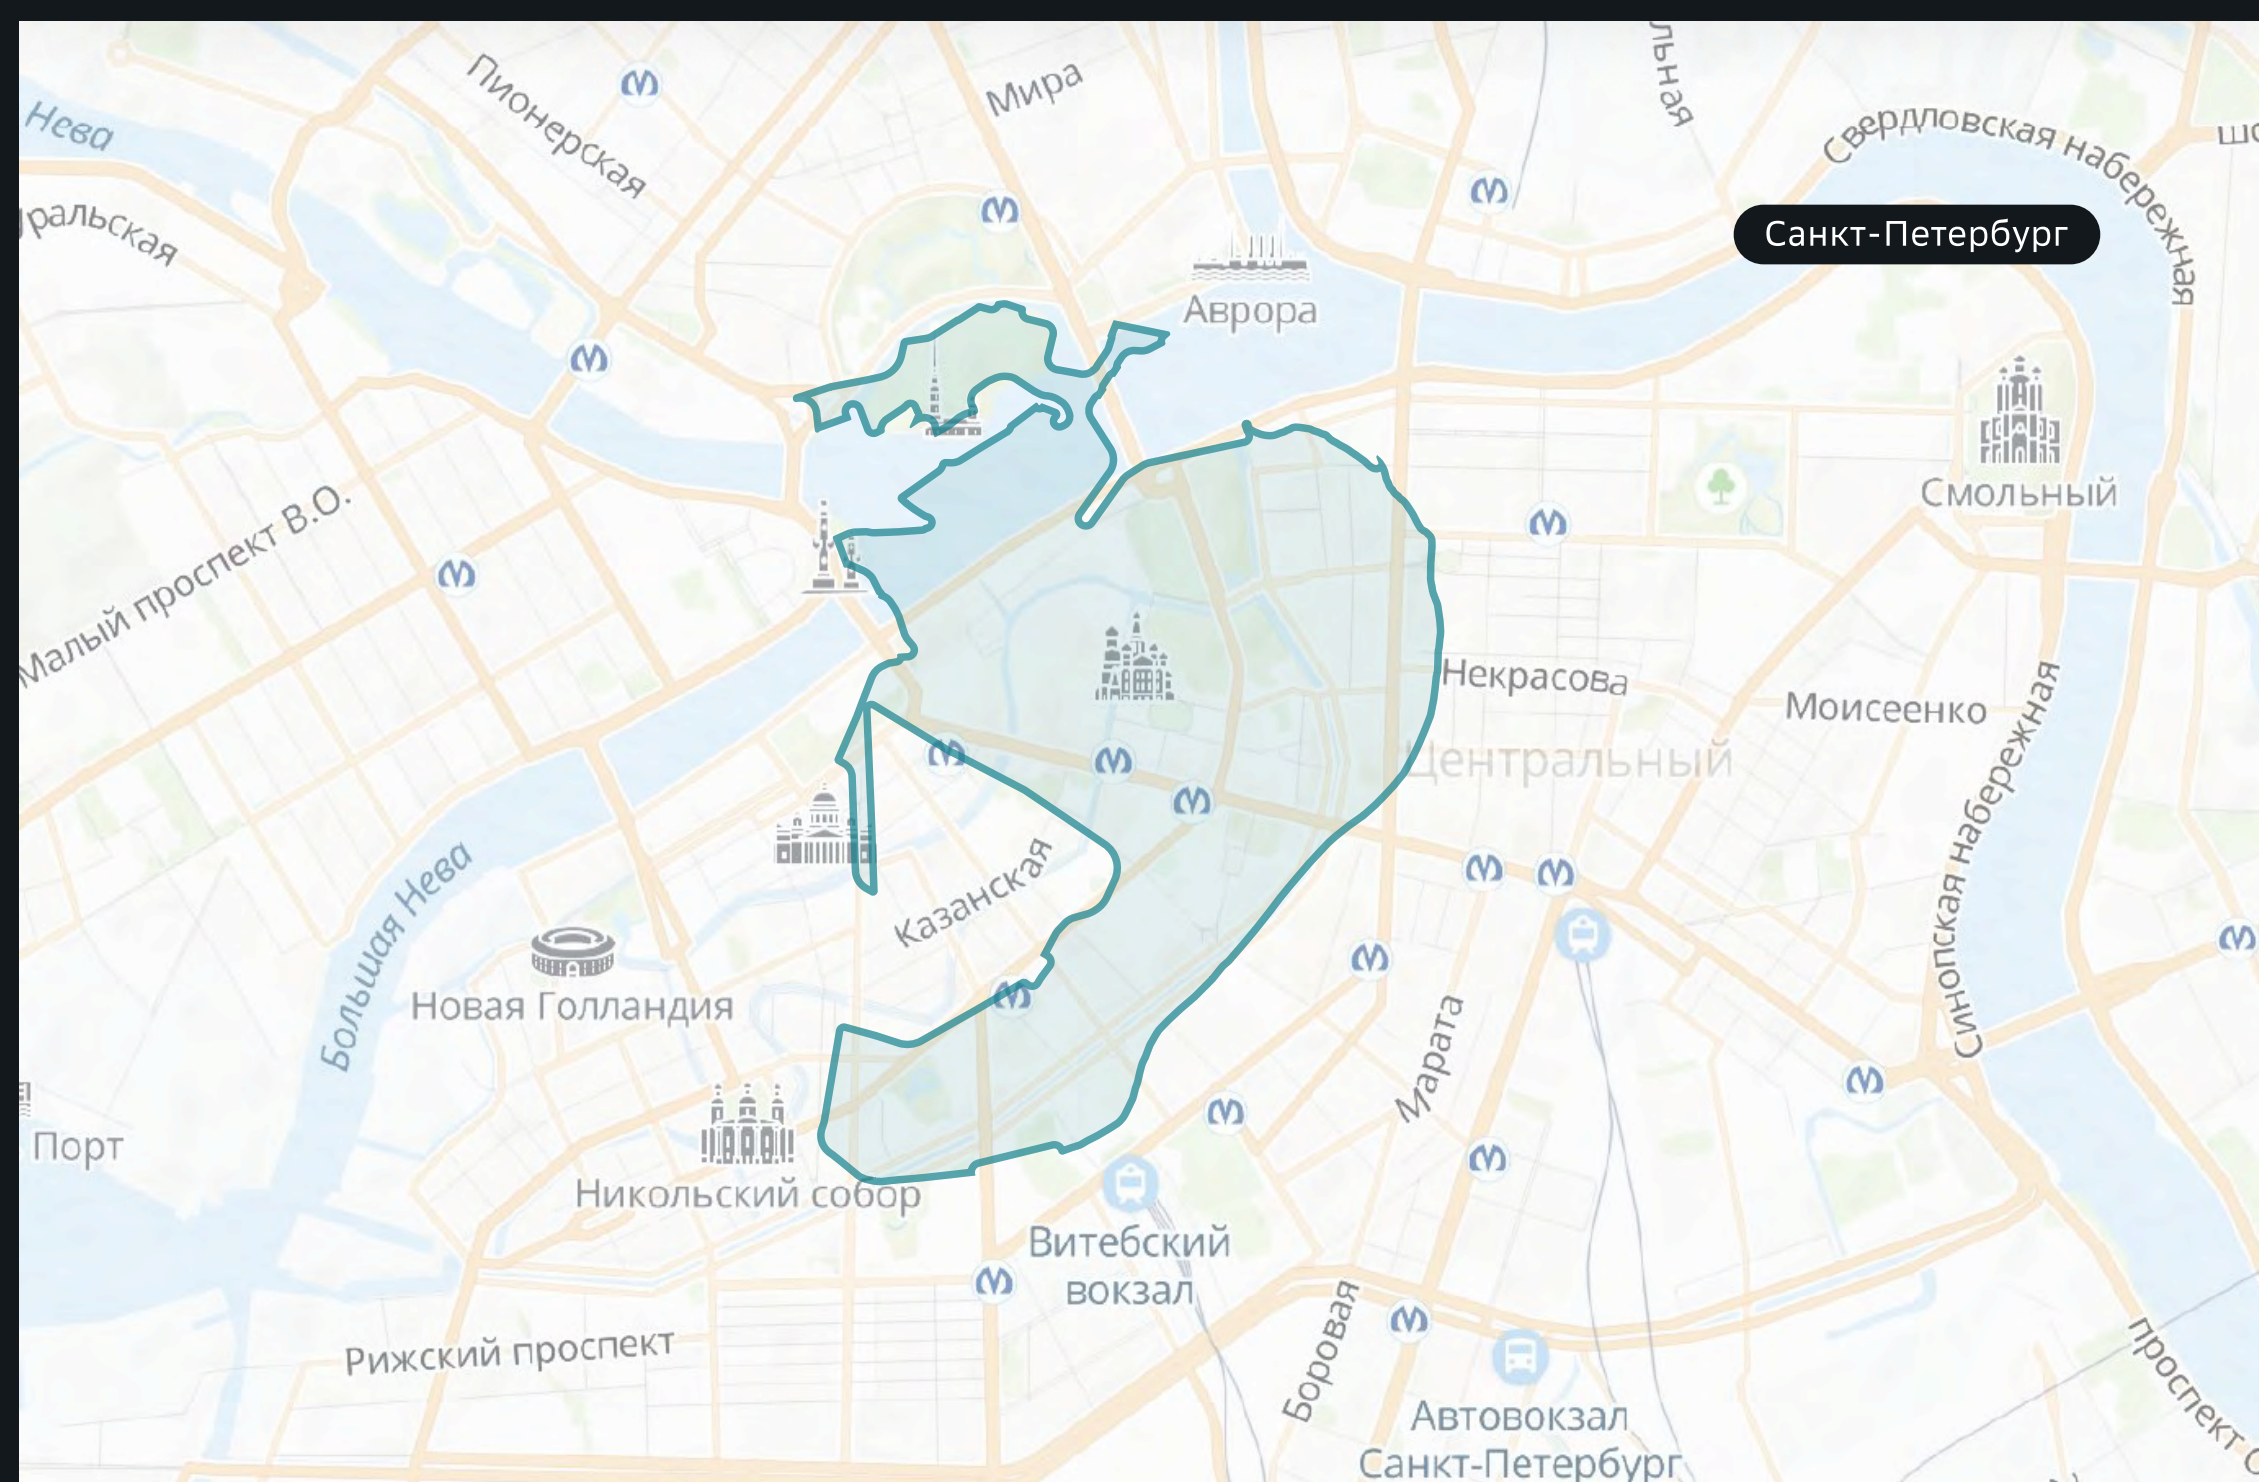 Нева
Пионерская
Мира
льная
Свердловская набережная
Санкт-Петербург
уральская
Аврора
Смольный
Малый проспект В.О.
Некрасова
Моисеенко
Центральный
Синопская набережная
Большая Нева
Казанская
Новая Голландия
Марата
Порт
Никольский собор
Витебский
вокзал
Рижский проспект
Боровая
Автовокзал
Санкт-Петербург
проспект